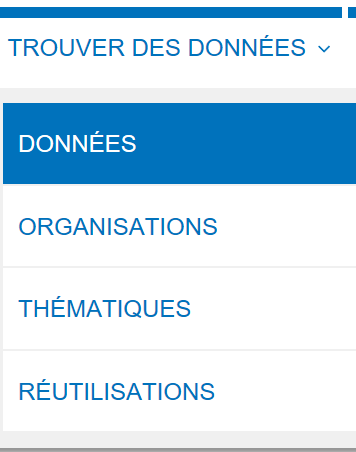 TROUVER DES DONNÉES
DONNÉES
ORGANISATIONS
THÉMATIQUES
RÉUTILISATIONS